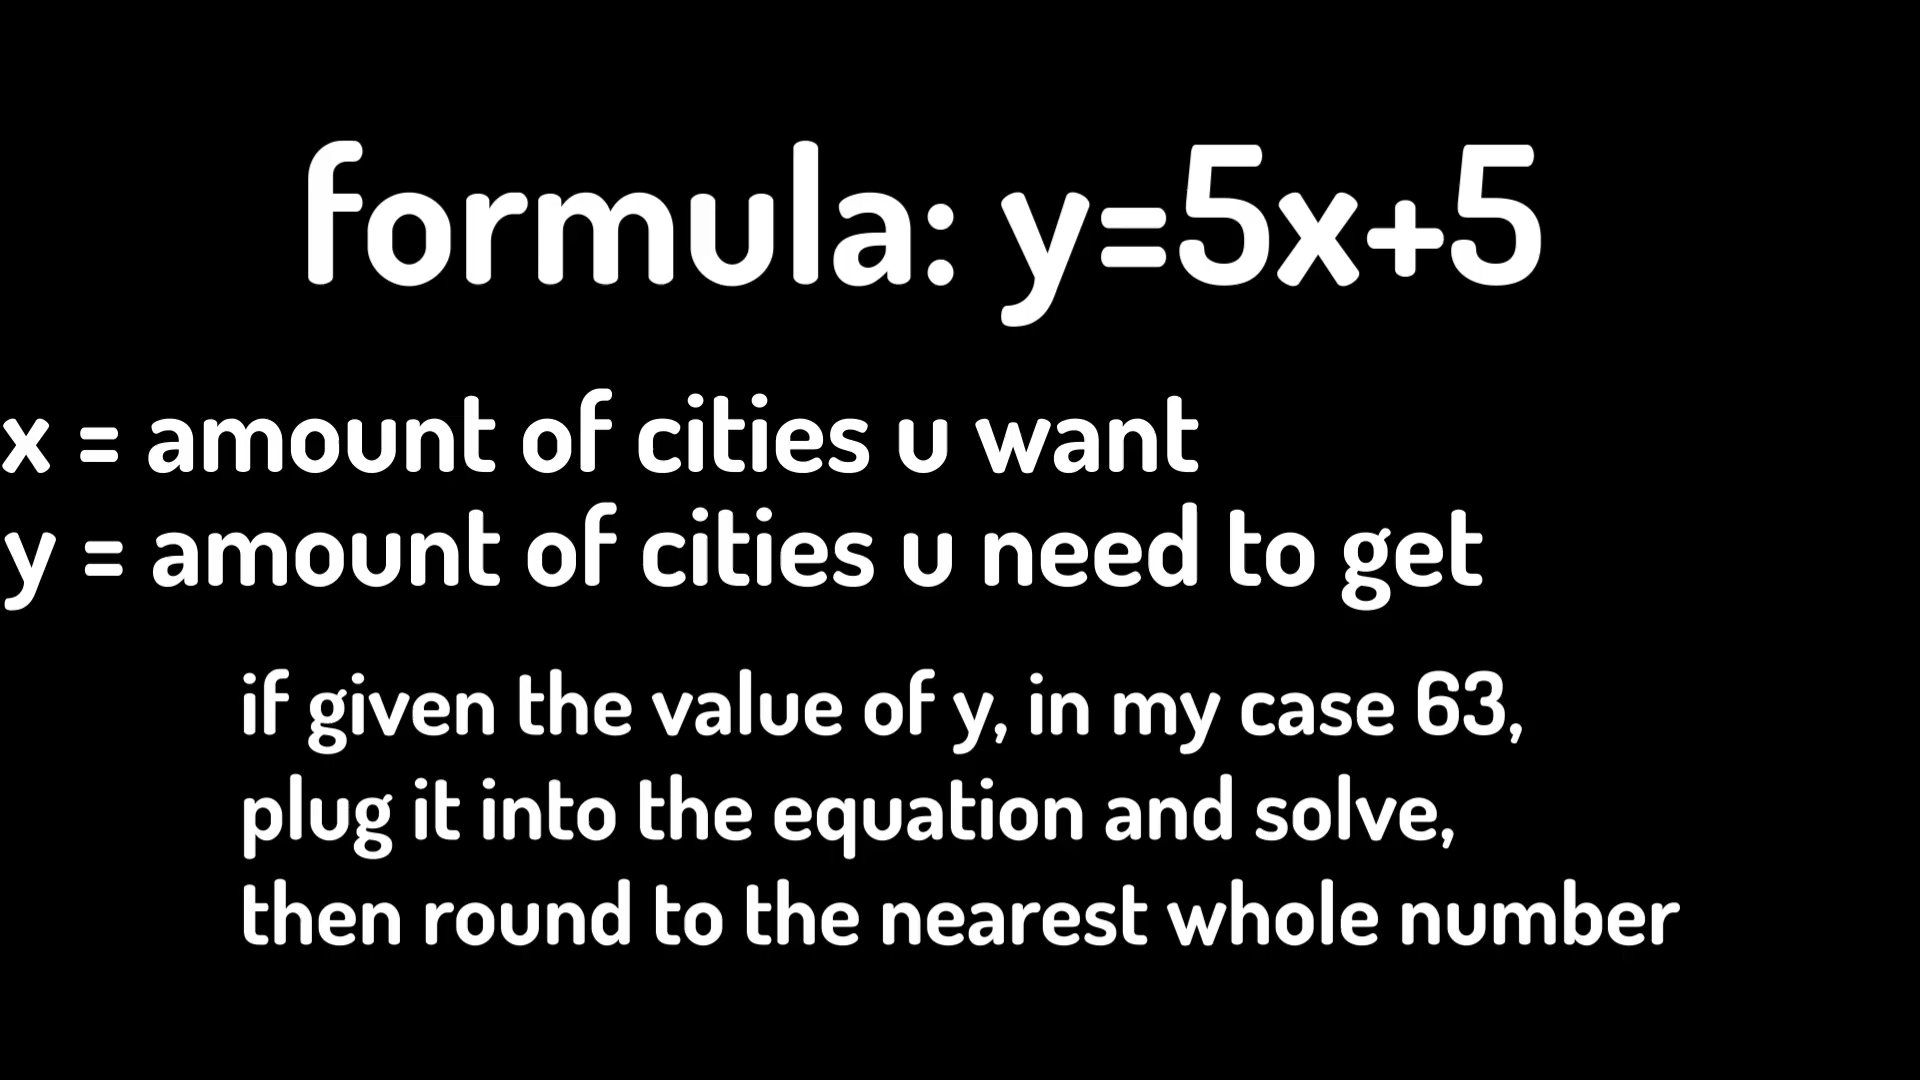 formula: y=5x+5
x = amount of cities u want
y = amount of cities u need to get
if given the value of y, in my case 63,
plug it into the equation and solve,
then round to the nearest whole number